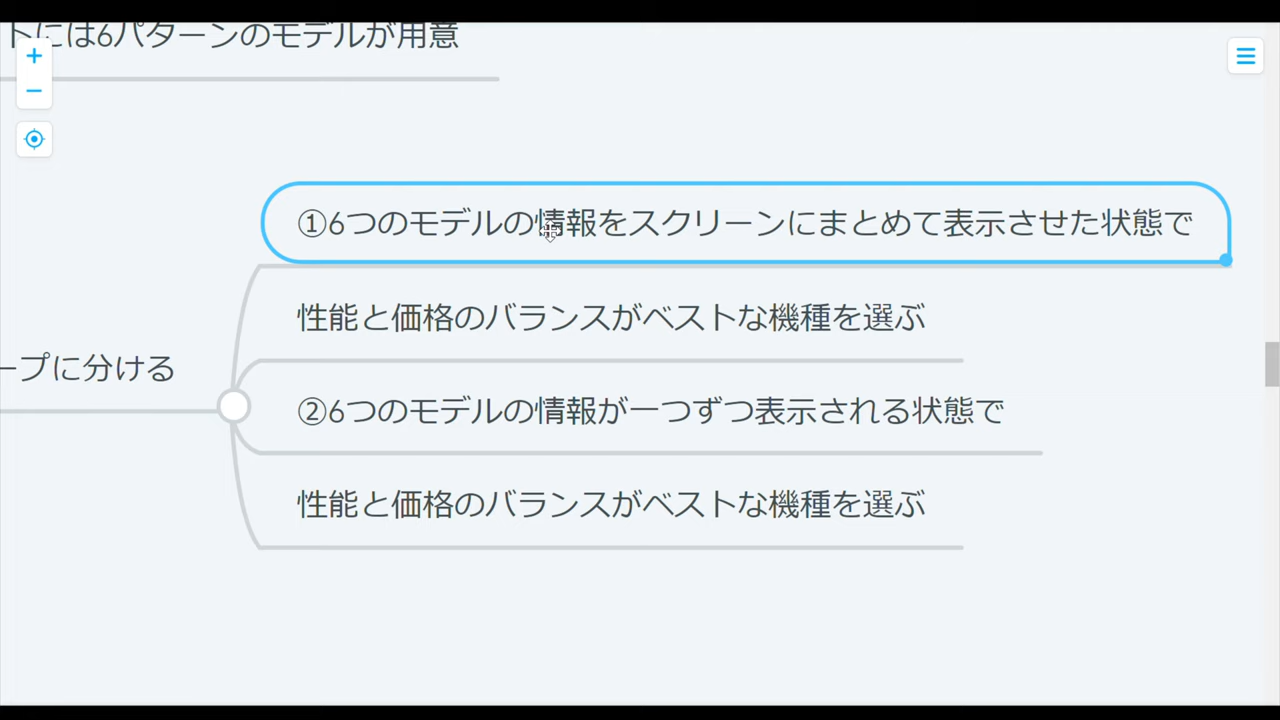 トには6パターンのモデルが用意
①6つのモデルの情報をスクリーンにまとめて表示させた状態で
性能と価格のバランスがベストな機種を選ぶ
ープに分ける
②6つのモデルの情報が一つずつ表示される状態で
性能と価格のバランスがベストな機種を選ぶ